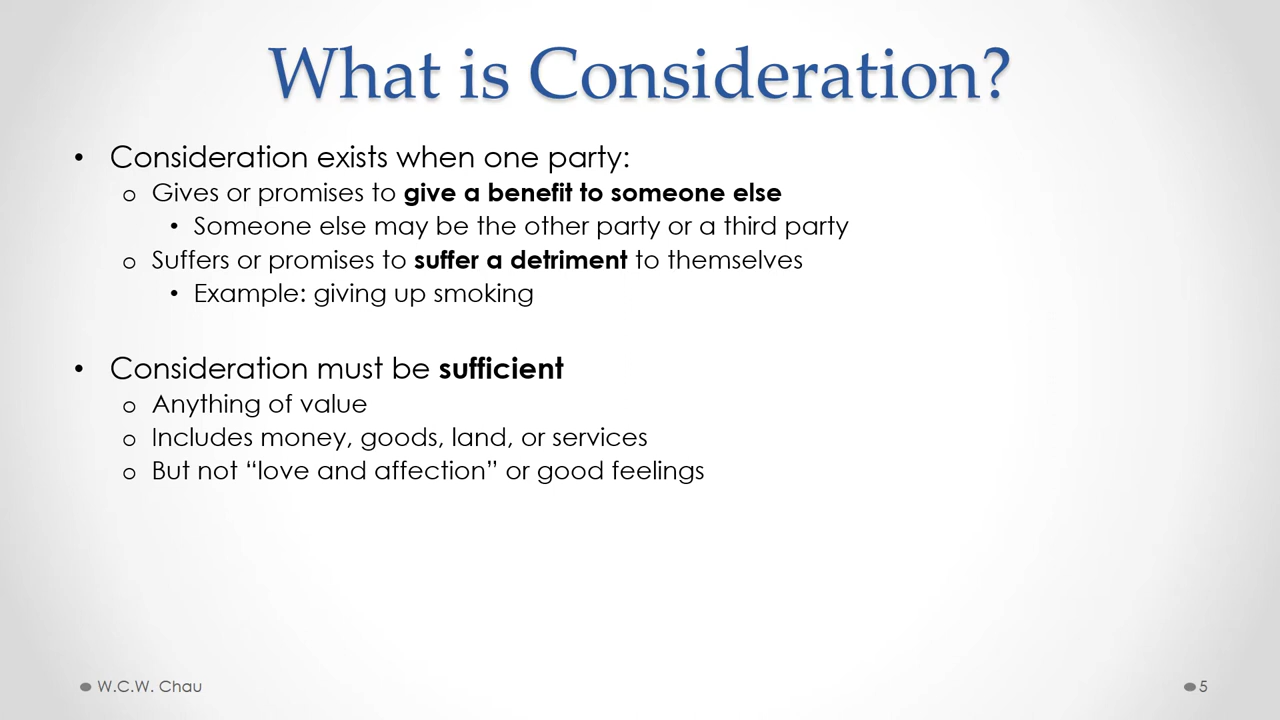 What is Consideration?
• Consideration exists when one party:
o Gives or promises to give a benefit to someone else
• Someone else may be the other party or a third party
o Suffers or promises to suffer a detriment to themselves
• Example: giving up smoking
• Consideration must be sufficient
o Anything of value
o Includes money, goods, land, or services
o But not “love and affection” or good feelings
W.C.W. Chau
5